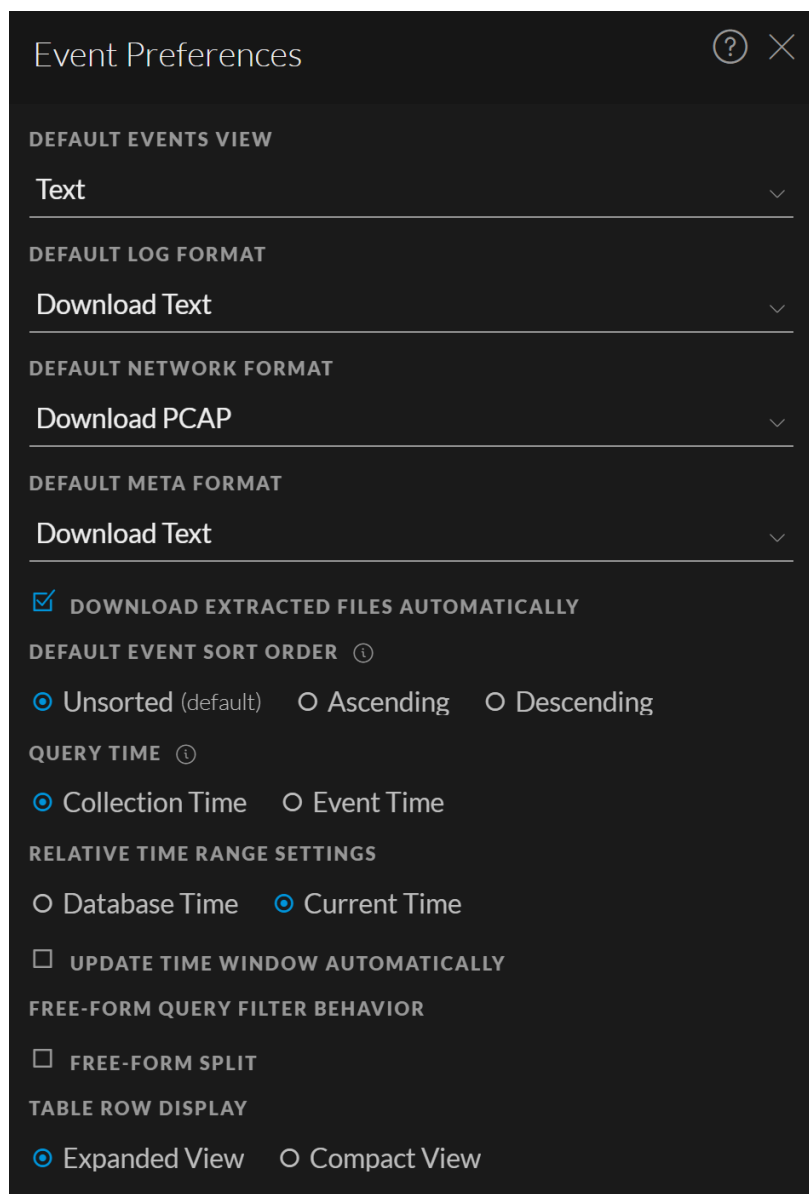 Event Preferences
DEFAULT EVENTS VIEW
Text
DEFAULT LOG FORMAT
Download Text
DEFAULT NETWORK FORMAT
Download PCAP
DEFAULT META FORMAT
Download Text
DOWNLOAD EXTRACTED FILES AUTOMATICALLY
DEFAULT EVENT SORT ORDER
Unsorted (default) Ascending Descending
QUERY TIME
Collection Time Event Time
RELATIVE TIME RANGE SETTINGS
Database Time Current Time
UPDATE TIME WINDOW AUTOMATICALLY
FREE-FORM QUERY FILTER BEHAVIOR
FREE-FORM SPLIT
TABLE ROW DISPLAY
Expanded View Compact View